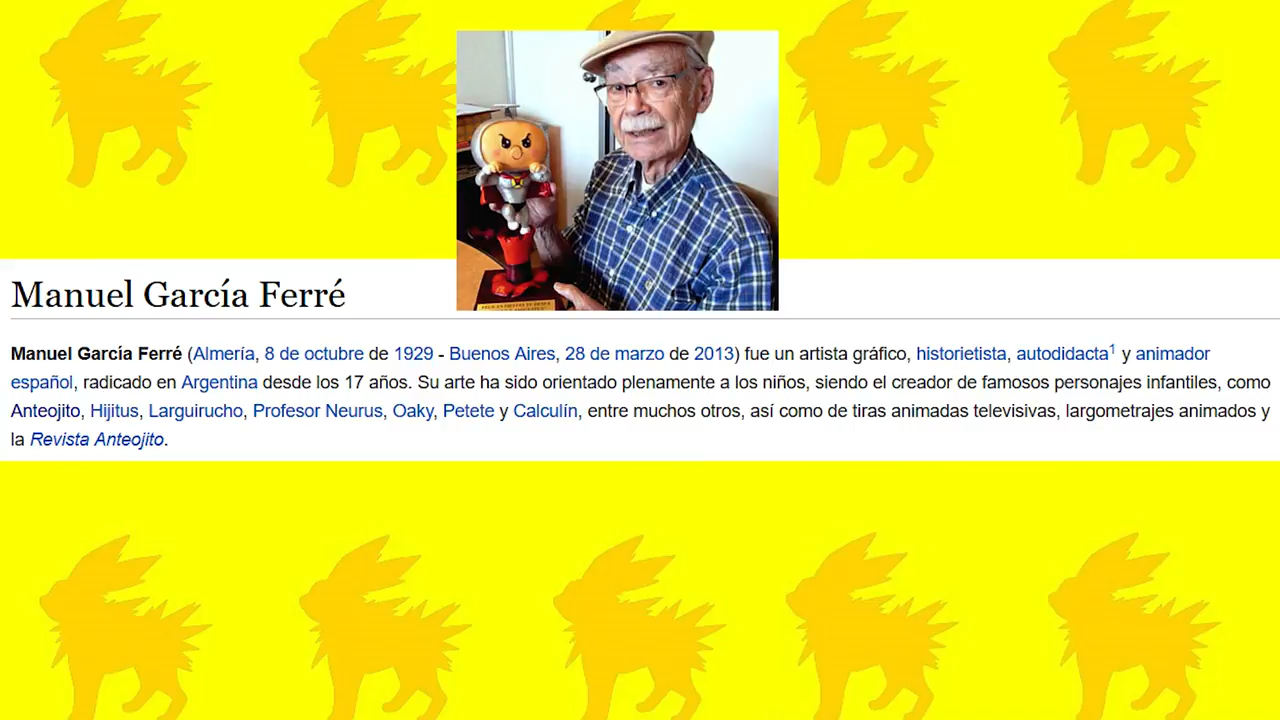 Manuel García Ferré
Manuel García Ferré (Almería, 8 de octubre de 1929 - Buenos Aires, 28 de marzo de 2013) fue un artista gráfico, historietista, autodidacta1 y animador
español, radicado en Argentina desde los 17 años. Su arte ha sido orientado plenamente a los niños, siendo el creador de famosos personajes infantiles, como
Anteojito, Hijitus, Larguirucho, Profesor Neurus, Oaky, Petete y Calculín, entre muchos otros, así como de tiras animadas televisivas, largometrajes animados y
la Revista Anteojito.